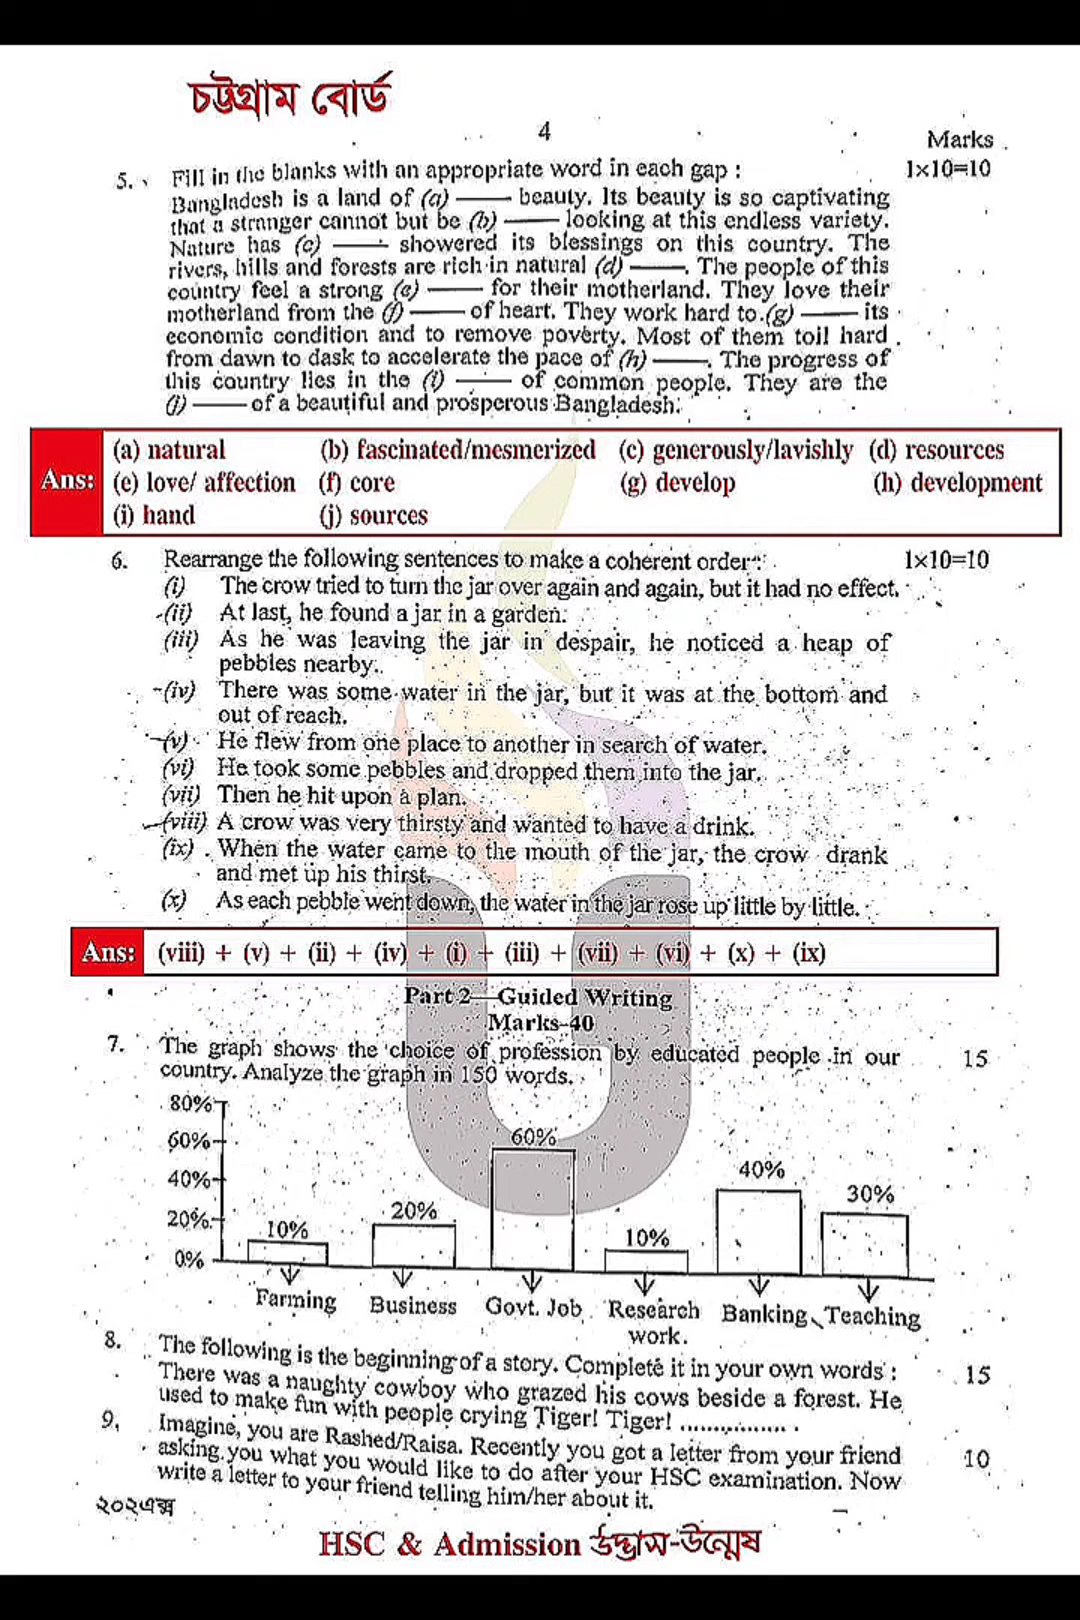 চট্টগ্রাম বোর্ড
4
Marks
5. Fill in the blanks with an appropriate word in each gap : 1×10=10
Bangladesh is a land of (a) —— beauty. Its beauty is so captivating
that a stranger cannot but be (b) —— looking at this endless variety.
Nature has (c) —— showered its blessings on this country. The
rivers, hills and forests are rich in natural (d) ——. The people of this
country feel a strong (e) —— for their motherland. They love their
motherland from the (f) —— of heart. They work hard to (g) —— its
economic condition and to remove poverty. Most of them toil hard
from dawn to dask to accelerate the pace of (h) ——. The progress of
this country lies in the (i) —— of common people. They are the
(j) —— of a beautiful and prosperous Bangladesh.
Ans: (a) natural (b) fascinated/mesmerized (c) generously/lavishly (d) resources
(e) love/ affection (f) core (g) develop (h) development
(i) hand (j) sources
6. Rearrange the following sentences to make a coherent order : 1×10=10
(i) The crow tried to turn the jar over again and again, but it had no effect.
(ii) At last, he found a jar in a garden.
(iii) As he was leaving the jar in despair, he noticed a heap of
pebbles nearby.
(iv) There was some water in the jar, but it was at the bottom and
out of reach.
(v) He flew from one place to another in search of water.
(vi) He took some pebbles and dropped them into the jar.
(vii) Then he hit upon a plan.
(viii) A crow was very thirsty and wanted to have a drink.
(ix) When the water came to the mouth of the jar, the crow drank
and met up his thirst.
(x) As each pebble went down, the water in the jar rose up little by little.
Ans: (viii) + (v) + (ii) + (iv) + (i) + (iii) + (vii) + (vi) + (x) + (ix)
Part 2—Guided Writing
Marks-40
7. The graph shows the choice of profession by educated people in our 15
country. Analyze the graph in 150 words.
80%
60%
40%
20%
0%
10%
20%
60%
10%
40%
30%
Farming Business Govt. Job Research Banking Teaching
work.
8. The following is the beginning of a story. Complete it in your own words : 15
There was a naughty cowboy who grazed his cows beside a forest. He
used to make fun with people crying Tiger! Tiger! ................
9. Imagine, you are Rashed/Raisa. Recently you got a letter from your friend 10
asking you what you would like to do after your HSC examination. Now
write a letter to your friend telling him/her about it.
২০২এক্স
HSC & Admission উদ্ভাস-উন্মেষ